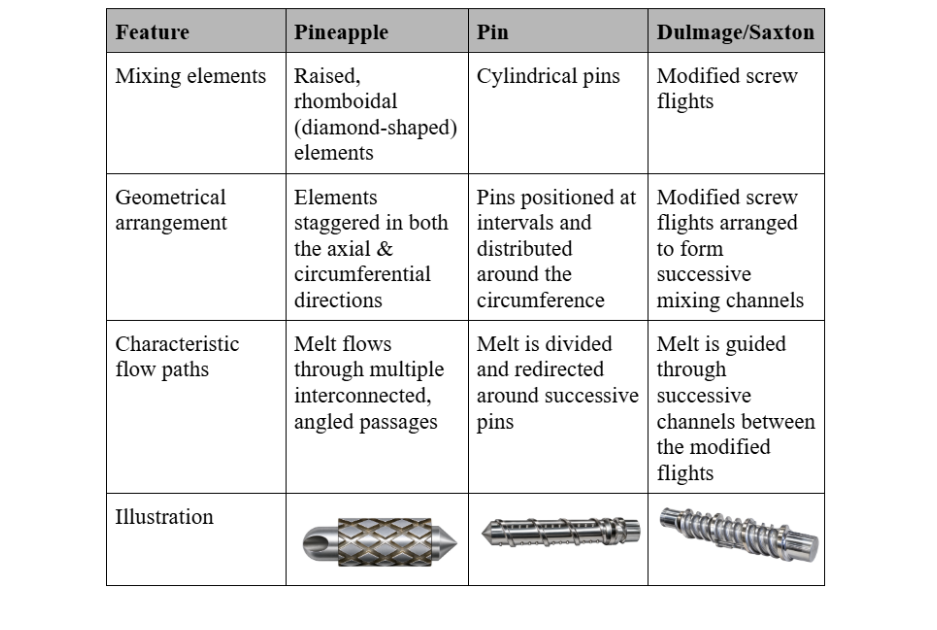 Feature
Pineapple
Pin
Dulmage/Saxton
Mixing elements
Raised,
rhomboidal
(diamond-shaped)
elements
Cylindrical pins
Modified screw
flights
Geometrical
arrangement
Elements
staggered in both
the axial &
circumferential
directions
Pins positioned at
intervals and
distributed
around the
circumference
Modified screw
flights arranged
to form
successive
mixing channels
Characteristic
flow paths
Melt flows
through multiple
interconnected,
angled passages
Melt is divided
and redirected
around successive
pins
Melt is guided
through
successive
channels between
the modified
flights
Illustration